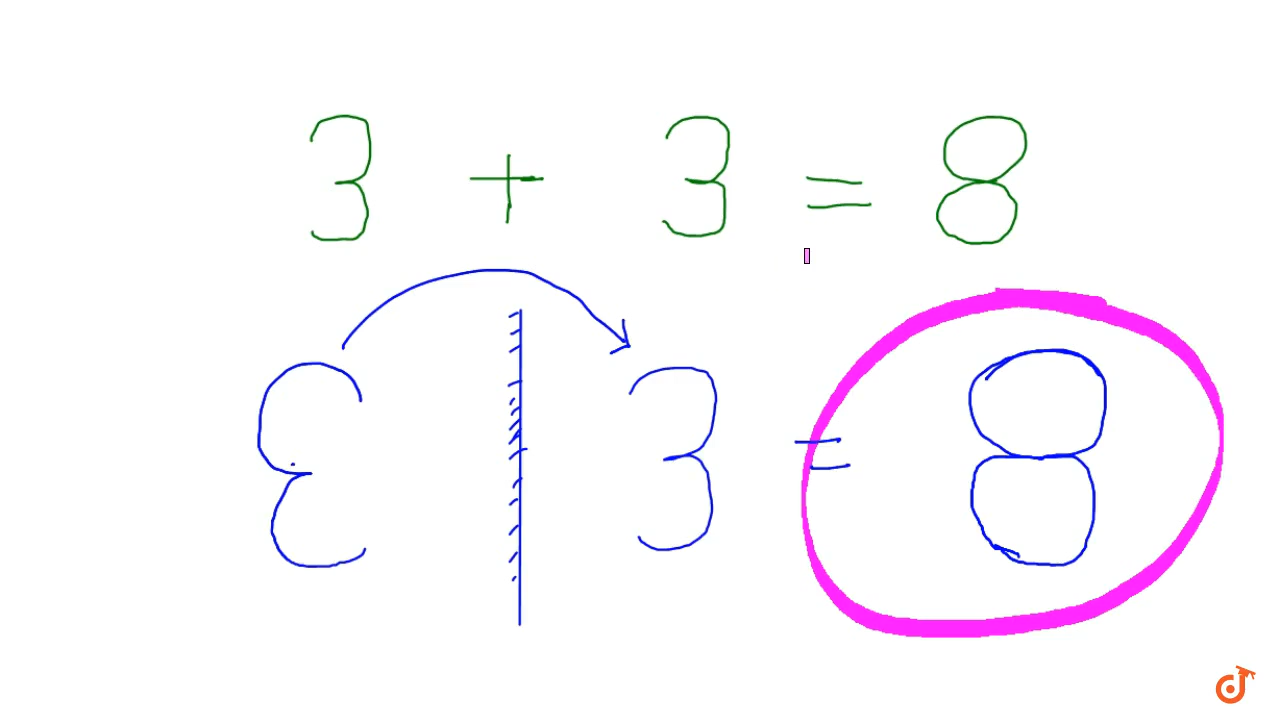 3 + 3 = 8
Ɛ 3 = 8